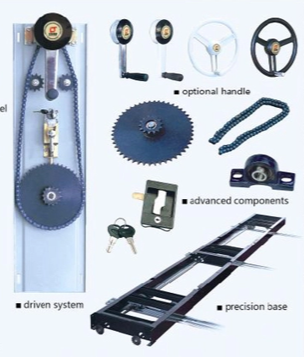 ■ optional handle
el
■ advanced components
■ driven system
■ precision base